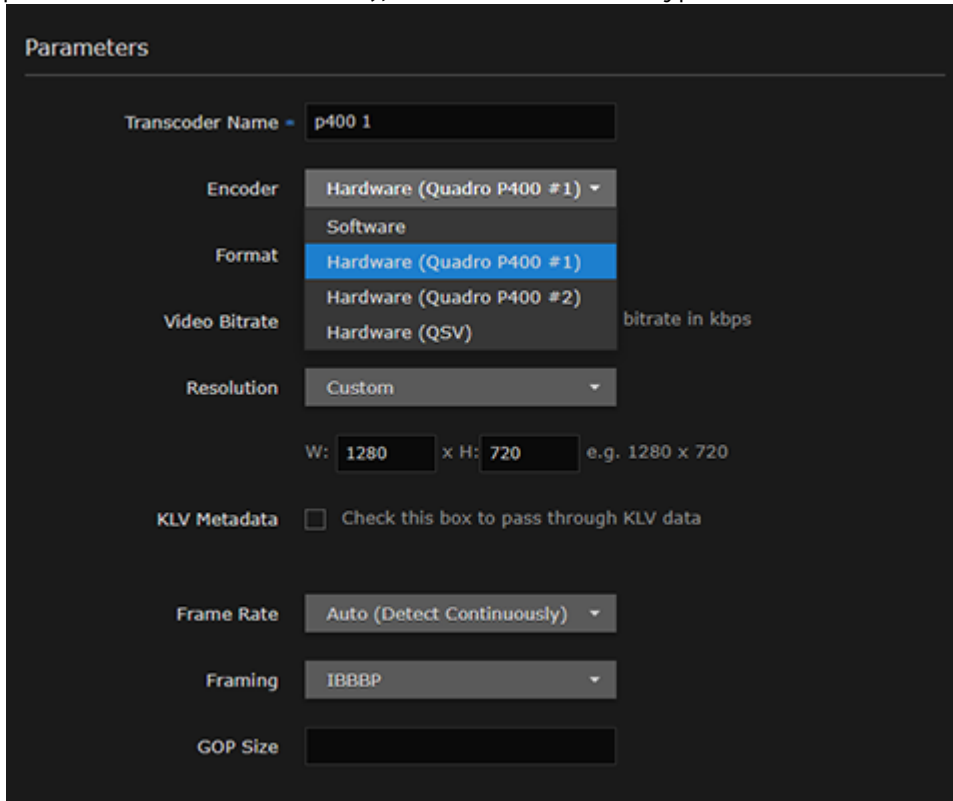 Parameters
Transcoder Name p400 1
Encoder Hardware (Quadro P400 #1)
Software
Format Hardware (Quadro P400 #1)
Hardware (Quadro P400 #2)
Video Bitrate bitrate in kbps
Hardware (QSV)
Resolution Custom
W: 1280 x H: 720 e.g. 1280 x 720
KLV Metadata Check this box to pass through KLV data
Frame Rate Auto (Detect Continuously)
Framing IBBBP
GOP Size